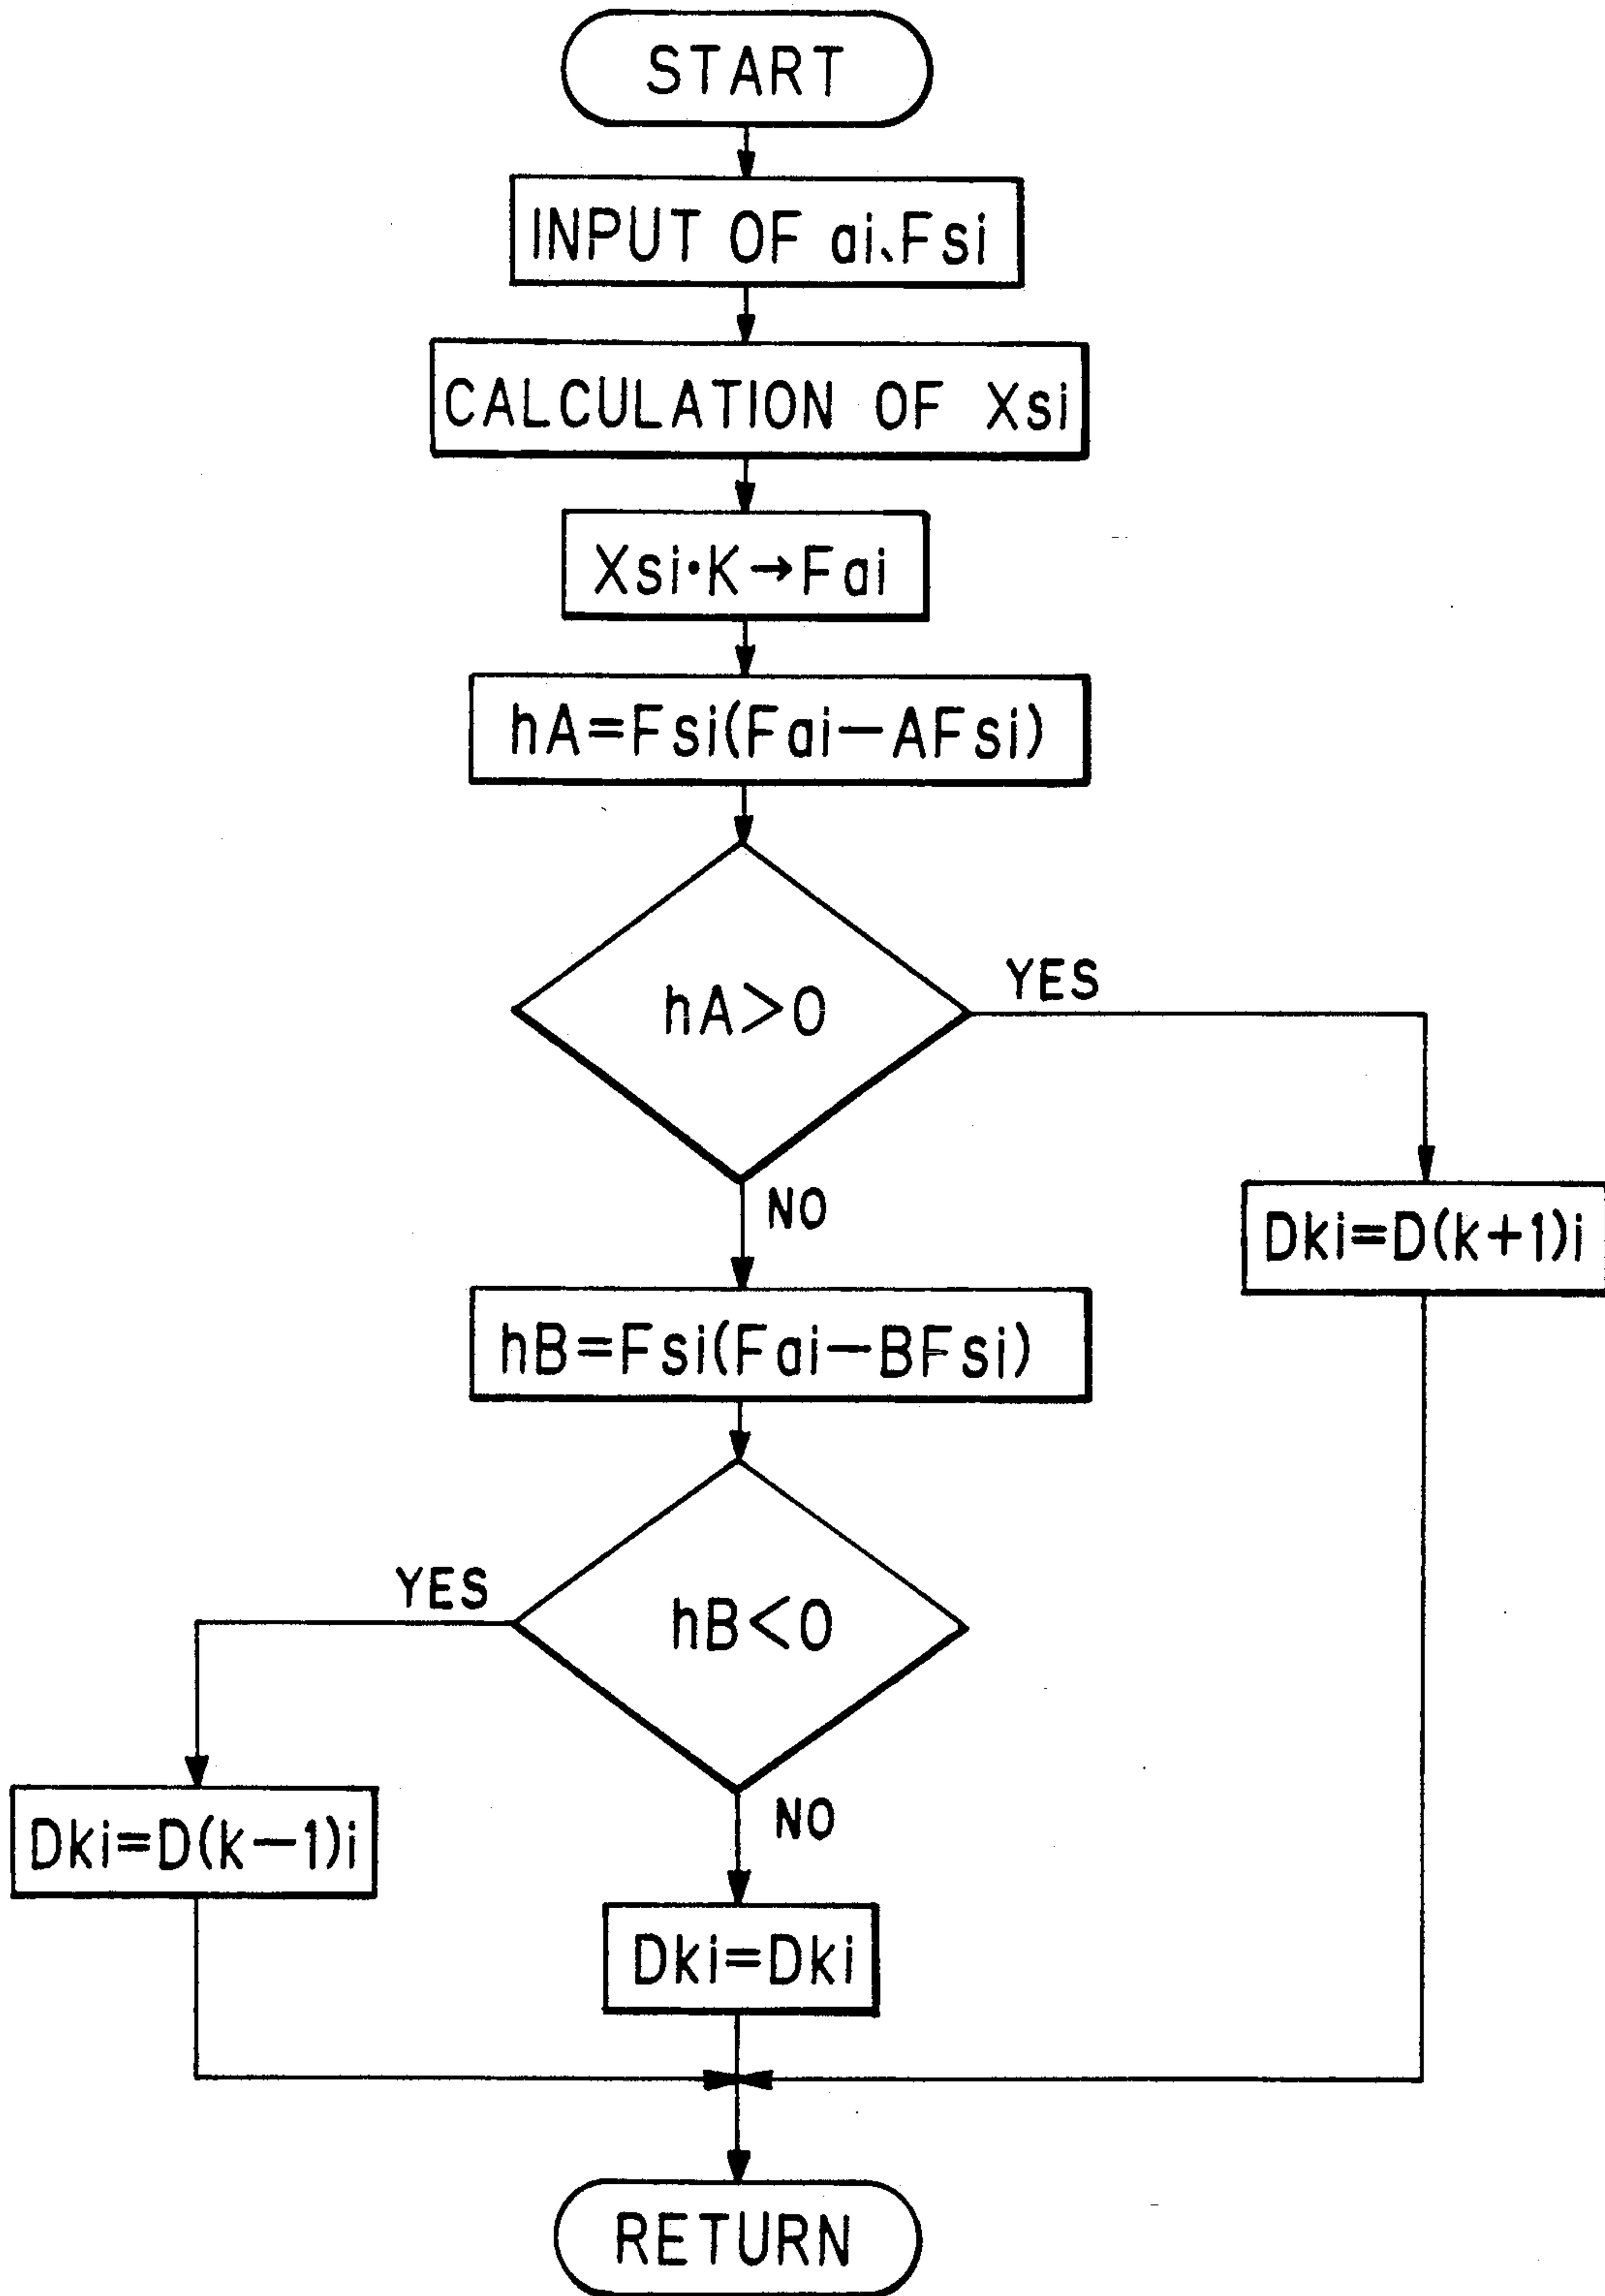 START
INPUT OF ai、Fsi
CALCULATION OF Xsi
Xsi・K→Fai
hA=Fsi(Fai−AFsi)
hA>0
YES
NO
Dki=D(k+1)i
hB=Fsi(Fai−BFsi)
YES
hB<0
NO
Dki=D(k−1)i
Dki=Dki
RETURN